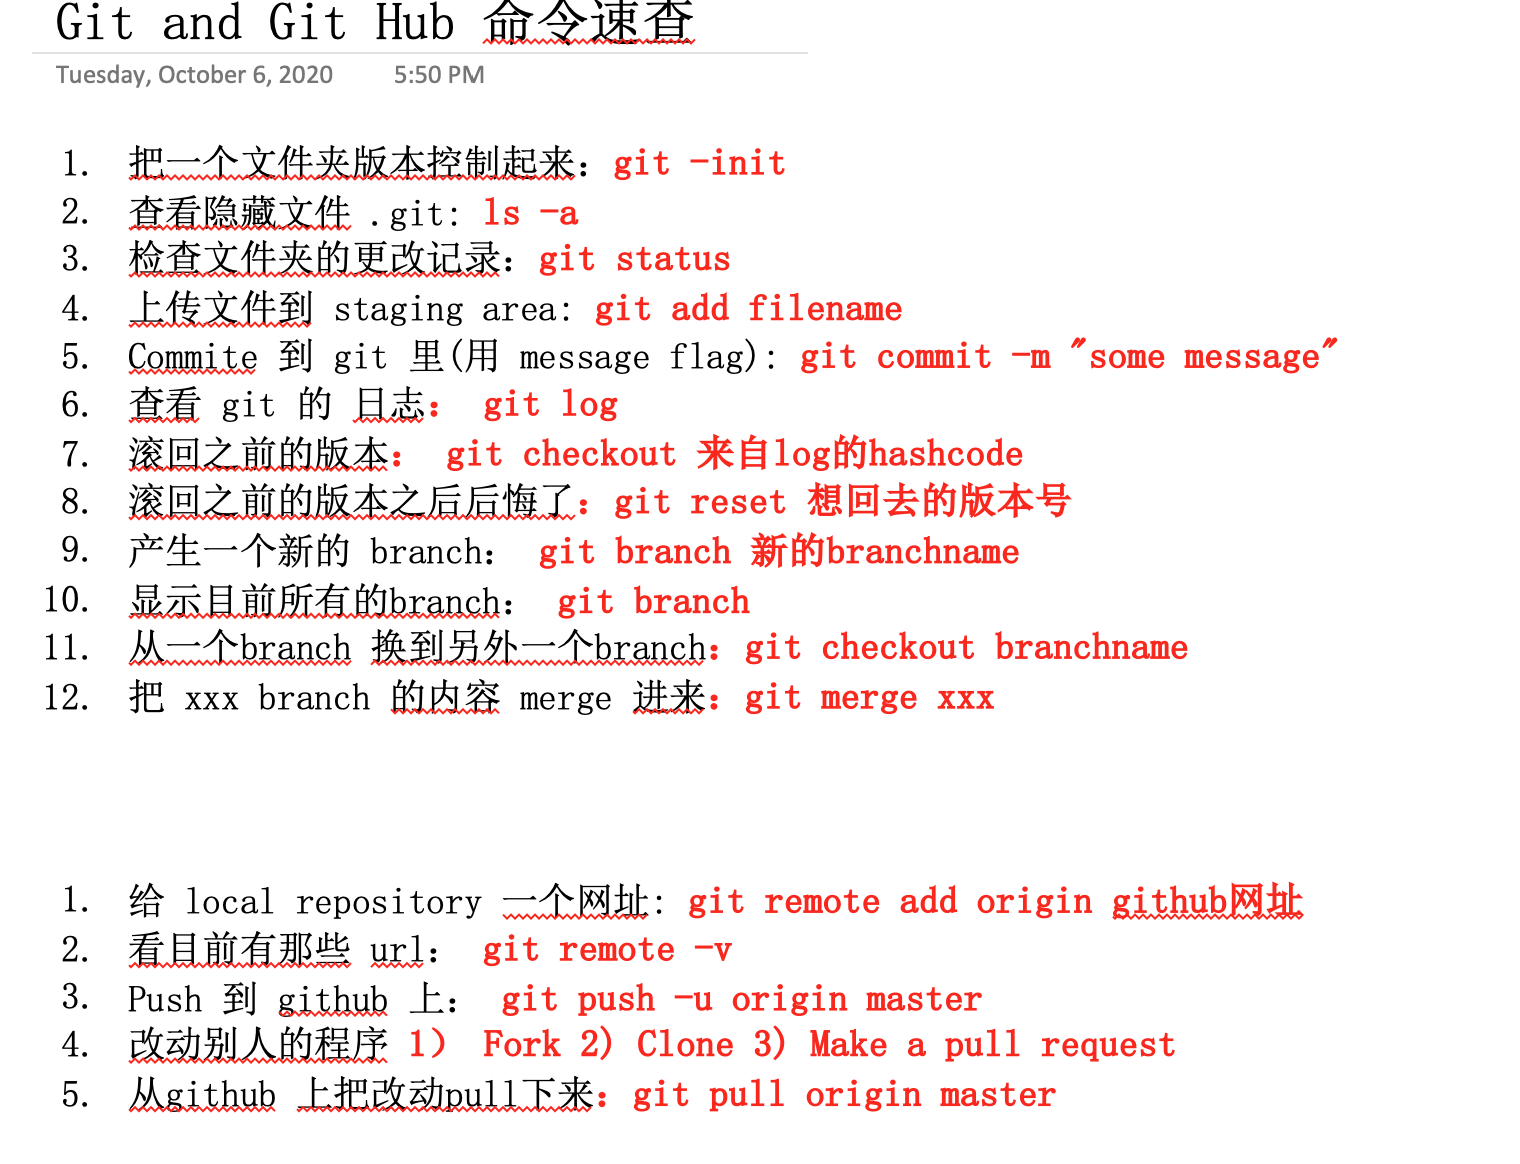 Git and Git Hub 命令速查
Tuesday, October 6, 2020 5:50 PM
1. 把一个文件夹版本控制起来：git -init
2. 查看隐藏文件 .git: ls -a
3. 检查文件夹的更改记录：git status
4. 上传文件到 staging area: git add filename
5. Commite 到 git 里(用 message flag): git commit -m "some message"
6. 查看 git 的 日志： git log
7. 滚回之前的版本： git checkout 来自log的hashcode
8. 滚回之前的版本之后后悔了：git reset 想回去的版本号
9. 产生一个新的 branch： git branch 新的branchname
10. 显示目前所有的branch： git branch
11. 从一个branch 换到另外一个branch：git checkout branchname
12. 把 xxx branch 的内容 merge 进来：git merge xxx
1. 给 local repository 一个网址: git remote add origin github网址
2. 看目前有那些 url： git remote -v
3. Push 到 github 上： git push -u origin master
4. 改动别人的程序 1） Fork 2) Clone 3) Make a pull request
5. 从github 上把改动pull下来：git pull origin master